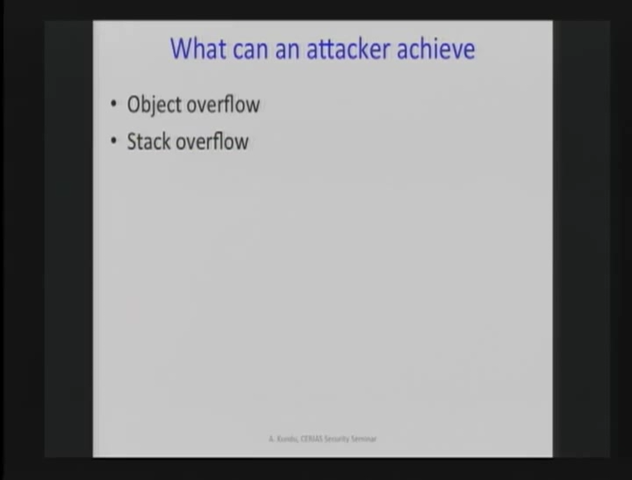 What can an attacker achieve
• Object overflow
• Stack overflow
A. Kundu, CERIAS Security Seminar